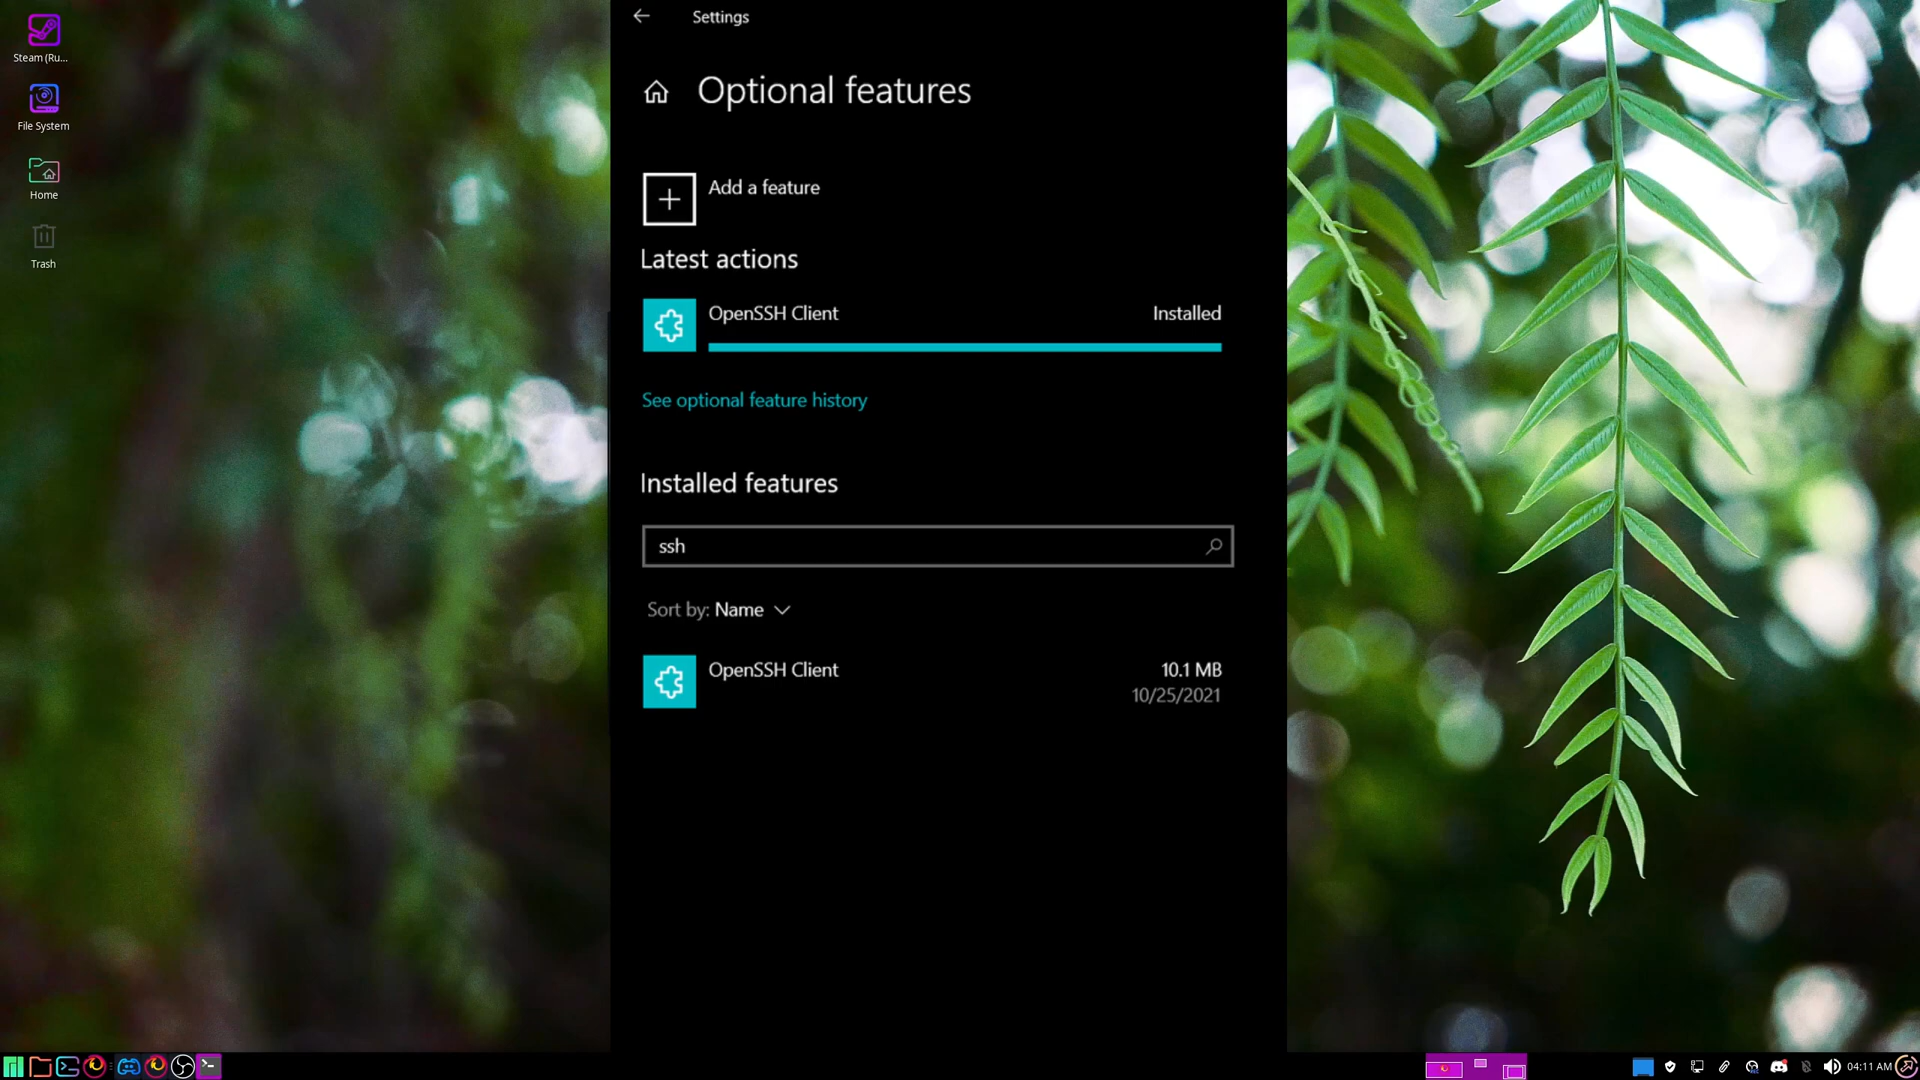 Steam (Ru...
File System
Home
Trash
Settings
Optional features
Add a feature
Latest actions
OpenSSH Client
Installed
See optional feature history
Installed features
ssh
Sort by: Name
OpenSSH Client
10.1 MB
10/25/2021
04:11 AM